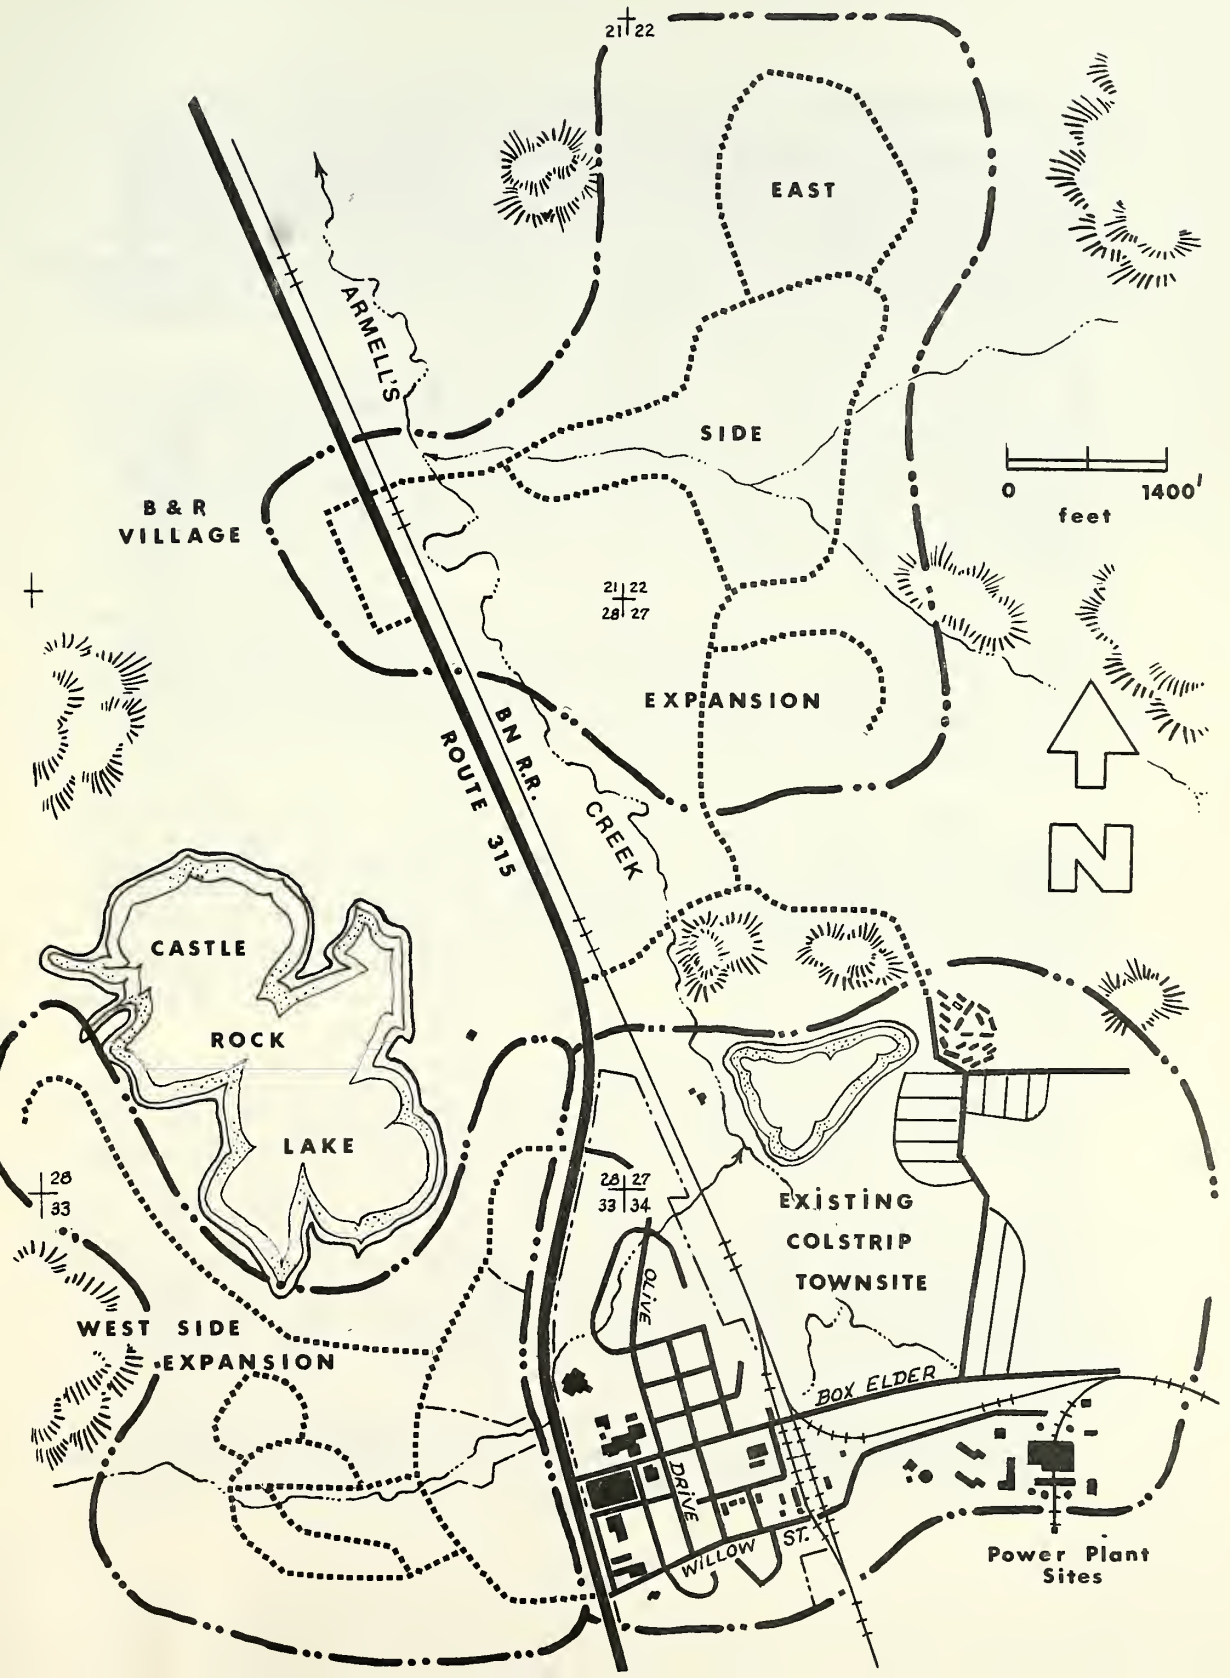 21 22
EAST
ARMELL'S
SIDE
0 1400'
feet
B & R
VILLAGE
21 22
28 27
EXPANSION
BN R.R.
ROUTE 315
CREEK
N
CASTLE
ROCK
LAKE
28
33
28 27
33 34
EXISTING
COLSTRIP
TOWNSITE
OLIVE
WEST SIDE
EXPANSION
BOX ELDER
DRIVE
WILLOW ST.
Power Plant
Sites